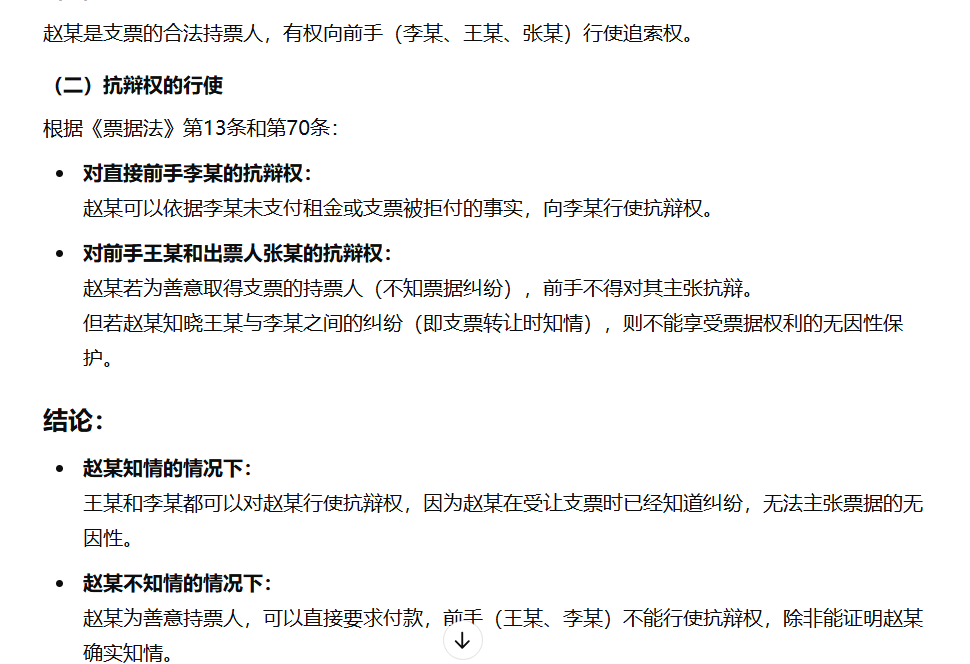 赵某是支票的合法持票人，有权向前手（李某、王某、张某）行使追索权。
（二）抗辩权的行使
根据《票据法》第13条和第70条：
• 对直接前手李某的抗辩权：
赵某可以依据李某未支付租金或支票被拒付的事实，向李某行使抗辩权。
• 对前手王某和出票人张某的抗辩权：
赵某若为善意取得支票的持票人（不知票据纠纷），前手不得对其主张抗辩。
但若赵某知晓王某与李某之间的纠纷（即支票转让时知情），则不能享受票据权利的无因性保
护。
结论：
• 赵某知情的情况下：
王某和李某都可以对赵某行使抗辩权，因为赵某在受让支票时已经知道纠纷，无法主张票据的无
因性。
• 赵某不知情的情况下：
赵某为善意持票人，可以直接要求付款，前手（王某、李某）不能行使抗辩权，除非能证明赵某
确实知情。